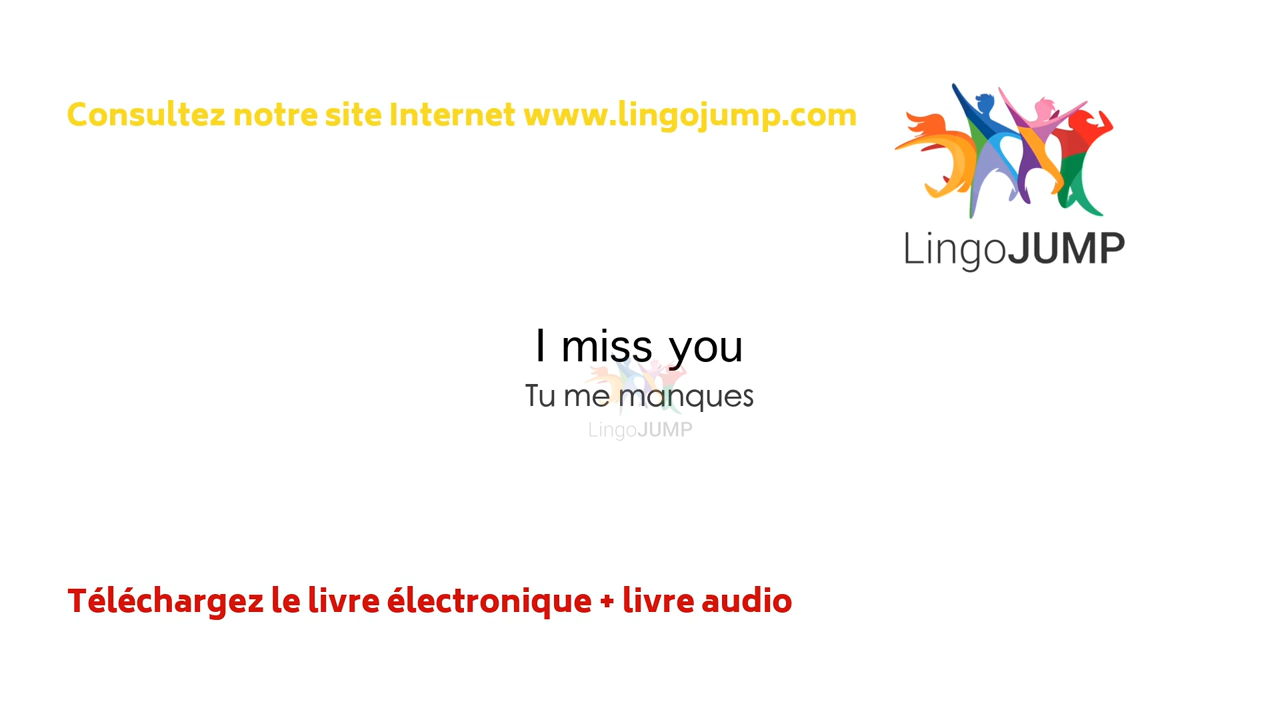 Consultez notre site Internet www.lingojump.com
LingoJUMP
I miss you
Tu me manques
LingoJUMP
Téléchargez le livre électronique + livre audio